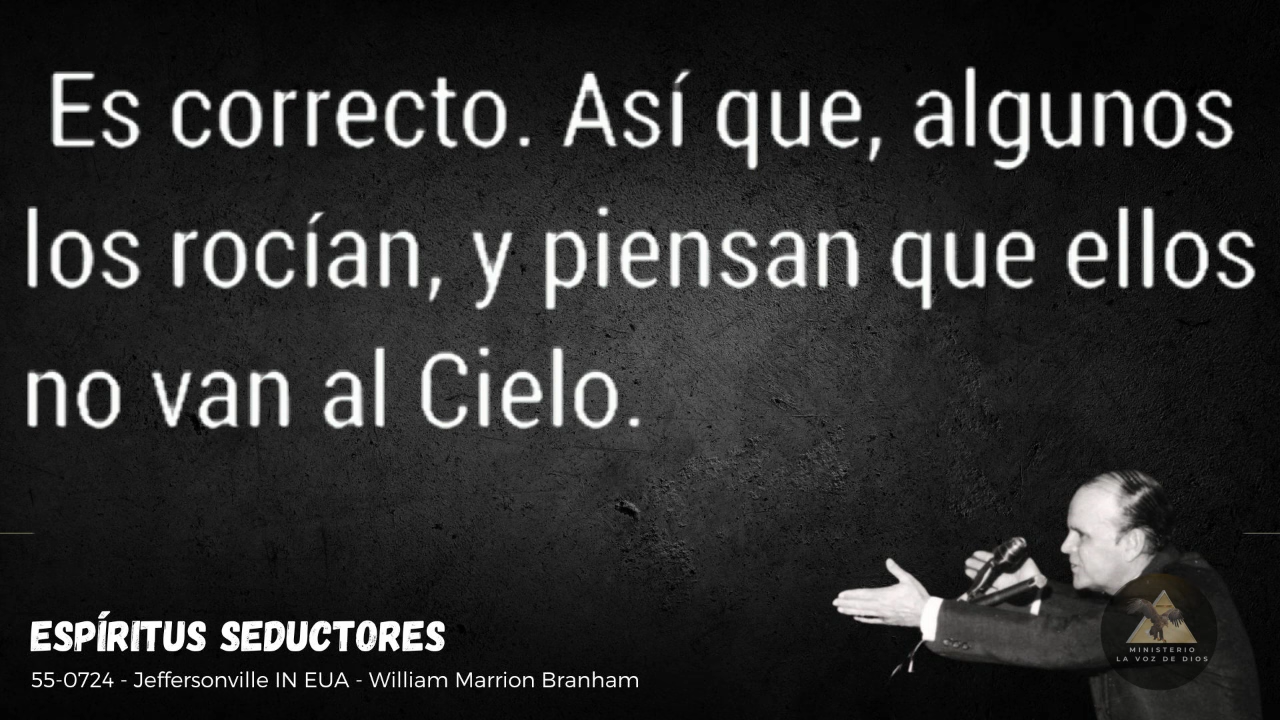 Es correcto. Así que, algunos
los rocían, y piensan que ellos
no van al Cielo.
ESPÍRITUS SEDUCTORES
55-0724 - Jeffersonville IN EUA - William Marrion Branham
MINISTERIO
LA VOZ DE DIOS